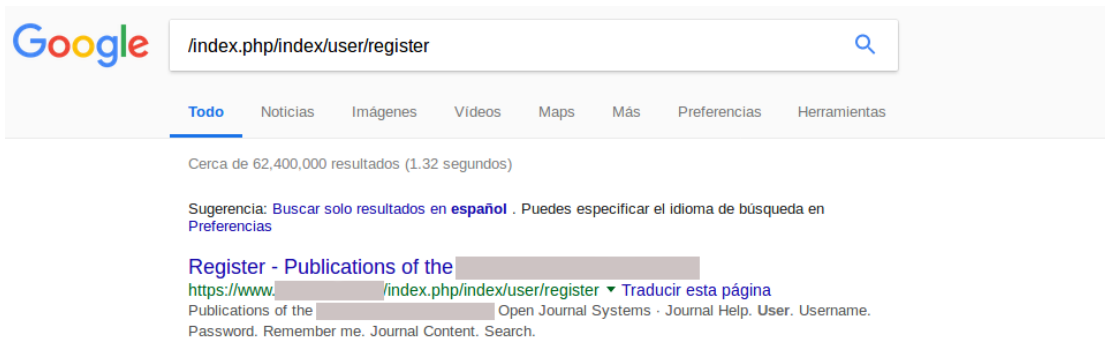 Google
/index.php/index/user/register
Todo Noticias Imágenes Vídeos Maps Más Preferencias Herramientas
Cerca de 62,400,000 resultados (1.32 segundos)
Sugerencia: Buscar solo resultados en español . Puedes especificar el idioma de búsqueda en
Preferencias
Register - Publications of the
https://www. /index.php/index/user/register ▼ Traducir esta página
Publications of the Open Journal Systems · Journal Help. User. Username.
Password. Remember me. Journal Content. Search.